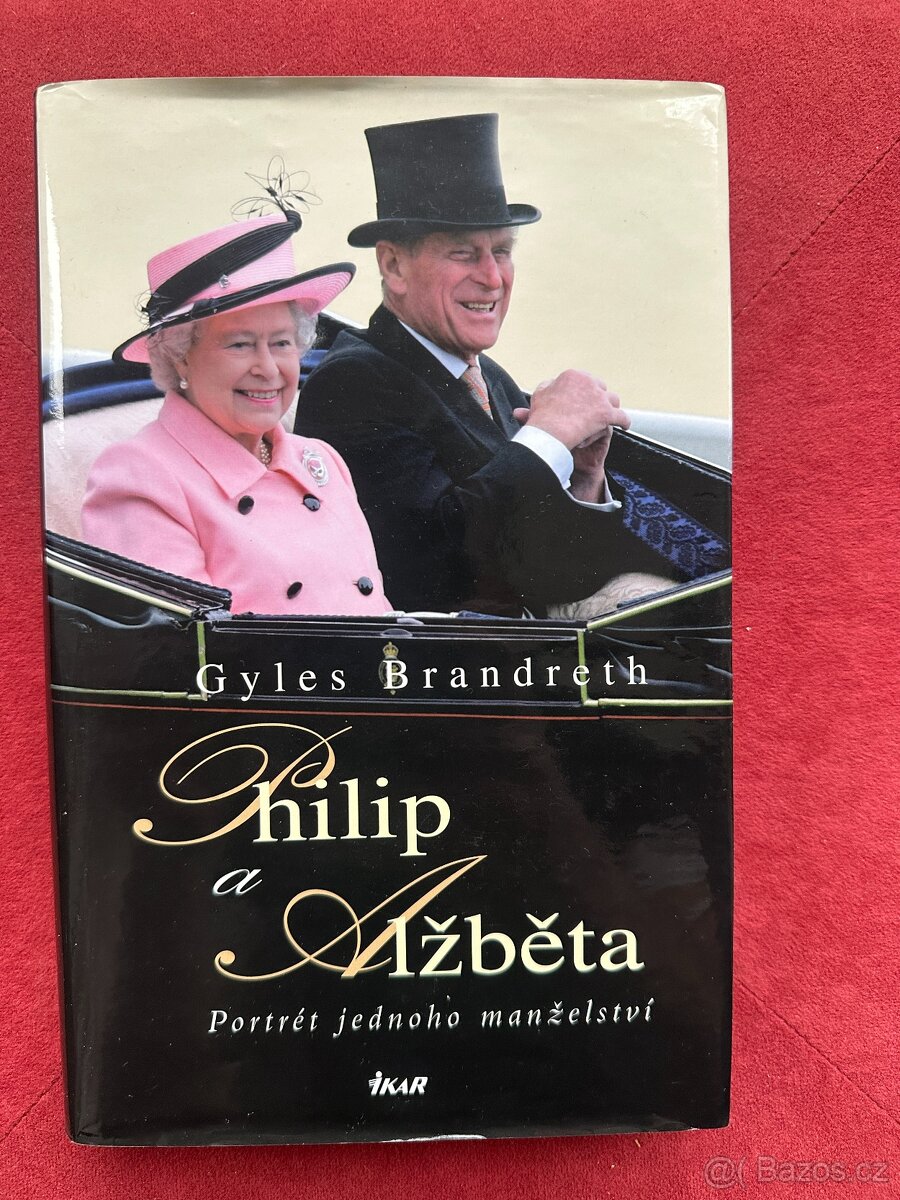 Gyles Brandreth
Philip
a
Alžběta
Portrét jednoho manželství
IKAR
@( Bazos.cz